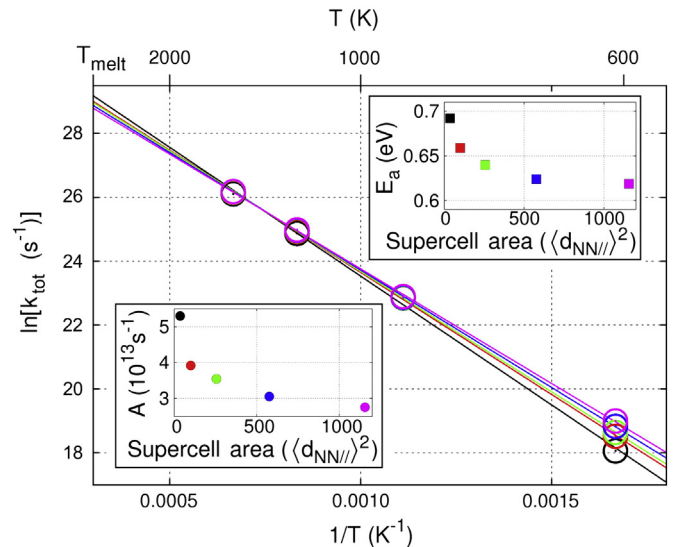 T (K)
T_melt 2000 1000 600
28
26
24
22
20
18
ln[k_tot (s⁻¹)]
0.7
0.65
0.6
E_a (eV)
0 500 1000
Supercell area (⟨d_NN//⟩²)
5
4
3
A (10¹³s⁻¹)
0 500 1000
Supercell area (⟨d_NN//⟩²)
0.0005 0.0010 0.0015
1/T (K⁻¹)